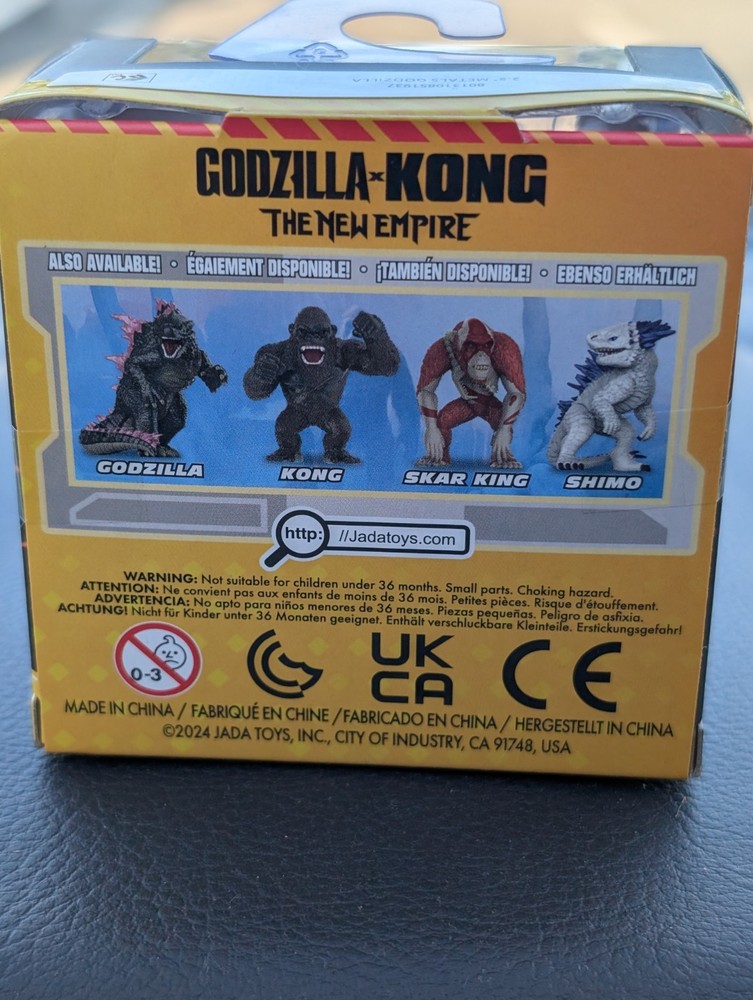 2.5" METALS GODZILLA
GODZILLA × KONG
THE NEW EMPIRE
ALSO AVAILABLE! • ÉGAIEMENT DISPONIBLE! • ¡TAMBIÉN DISPONIBLE! • EBENSO ERHÄLTLICH
GODZILLA
KONG
SKAR KING
SHIMO
http: //Jadatoys.com
WARNING: Not suitable for children under 36 months. Small parts. Choking hazard.
ATTENTION: Ne convient pas aux enfants de moins de 36 mois. Petites pièces. Risque d'étouffement.
ADVERTENCIA: No apto para niños menores de 36 meses. Piezas pequeñas. Peligro de asfixia.
ACHTUNG! Nicht für Kinder unter 36 Monaten geeignet. Enthält verschluckbare Kleinteile. Erstickungsgefahr!
0-3
UK
CA
CE
MADE IN CHINA / FABRIQUÉ EN CHINE / FABRICADO EN CHINA / HERGESTELLT IN CHINA
©2024 JADA TOYS, INC., CITY OF INDUSTRY, CA 91748, USA